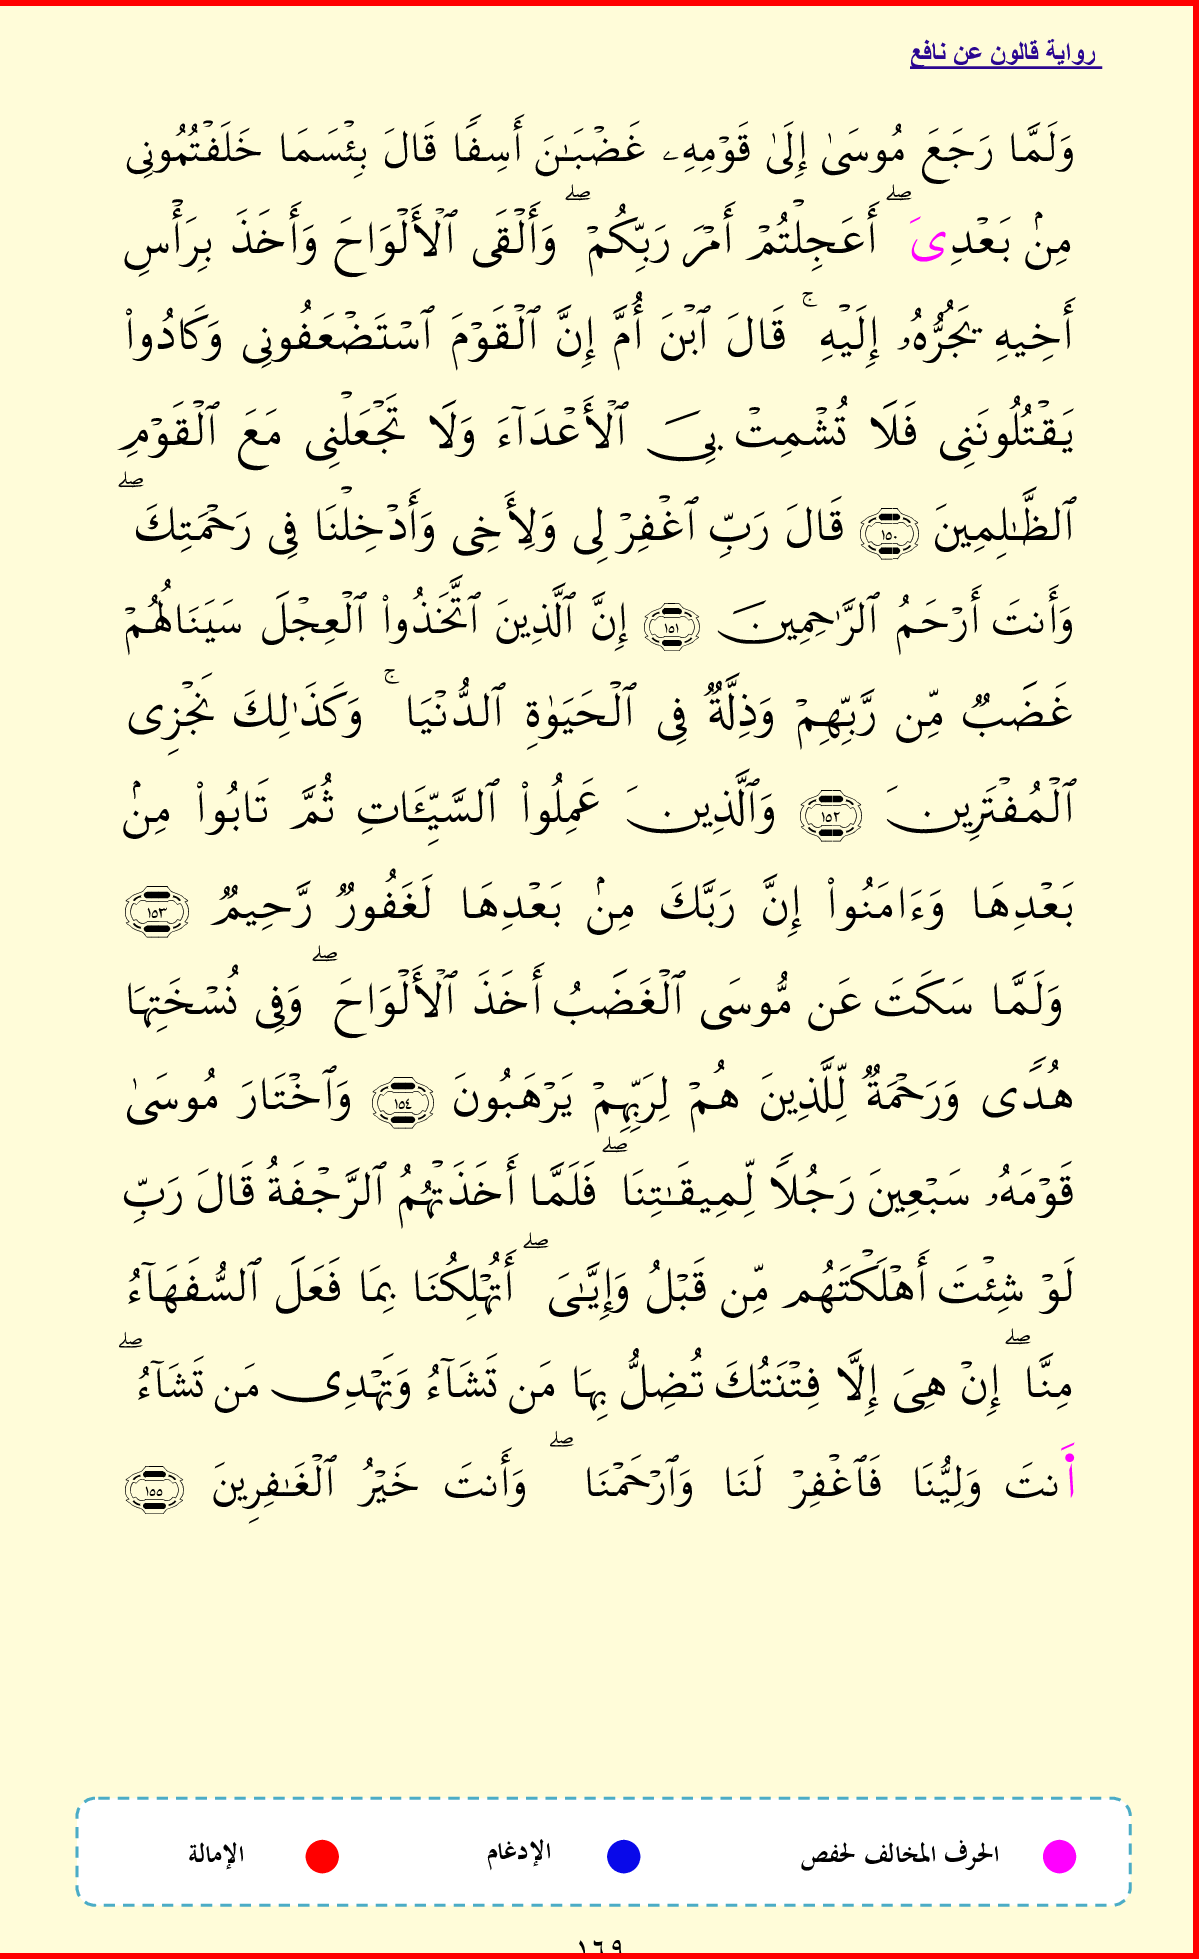 رواية قالون عن نافع
وَلَمَّا رَجَعَ مُوسَىٰ إِلَىٰ قَوْمِهِۦ غَضْبَـٰنَ أَسِفًا قَالَ بِئْسَمَا خَلَفْتُمُونِى
مِنۢ بَعْدِىَ ۖ أَعَجِلْتُمْ أَمْرَ رَبِّكُمْ ۖ وَأَلْقَى ٱلْأَلْوَاحَ وَأَخَذَ بِرَأْسِ
أَخِيهِ يَجُرُّهُۥ إِلَيْهِ ۚ قَالَ ٱبْنَ أُمَّ إِنَّ ٱلْقَوْمَ ٱسْتَضْعَفُونِى وَكَادُوا۟
يَقْتُلُونَنِى فَلَا تُشْمِتْ بِىَ ٱلْأَعْدَآءَ وَلَا تَجْعَلْنِى مَعَ ٱلْقَوْمِ
ٱلظَّـٰلِمِينَ ١٥٠ قَالَ رَبِّ ٱغْفِرْ لِى وَلِأَخِى وَأَدْخِلْنَا فِى رَحْمَتِكَ ۖ
وَأَنتَ أَرْحَمُ ٱلرَّٰحِمِينَ ١٥١ إِنَّ ٱلَّذِينَ ٱتَّخَذُوا۟ ٱلْعِجْلَ سَيَنَالُهُمْ
غَضَبٌ مِّن رَّبِّهِمْ وَذِلَّةٌ فِى ٱلْحَيَوٰةِ ٱلدُّنْيَا ۚ وَكَذَٰلِكَ نَجْزِى
ٱلْمُفْتَرِينَ ١٥٢ وَٱلَّذِينَ عَمِلُوا۟ ٱلسَّيِّـَٔاتِ ثُمَّ تَابُوا۟ مِنۢ
بَعْدِهَا وَءَامَنُوا۟ إِنَّ رَبَّكَ مِنۢ بَعْدِهَا لَغَفُورٌ رَّحِيمٌ ١٥٣
وَلَمَّا سَكَتَ عَن مُّوسَى ٱلْغَضَبُ أَخَذَ ٱلْأَلْوَاحَ ۖ وَفِى نُسْخَتِهَا
هُدًى وَرَحْمَةٌ لِّلَّذِينَ هُمْ لِرَبِّهِمْ يَرْهَبُونَ ١٥٤ وَٱخْتَارَ مُوسَىٰ
قَوْمَهُۥ سَبْعِينَ رَجُلًا لِّمِيقَـٰتِنَا ۖ فَلَمَّا أَخَذَتْهُمُ ٱلرَّجْفَةُ قَالَ رَبِّ
لَوْ شِئْتَ أَهْلَكْتَهُم مِّن قَبْلُ وَإِيَّـٰىَ ۖ أَتُهْلِكُنَا بِمَا فَعَلَ ٱلسُّفَهَآءُ
مِنَّا ۖ إِنْ هِىَ إِلَّا فِتْنَتُكَ تُضِلُّ بِهَا مَن تَشَآءُ وَتَهْدِى مَن تَشَآءُ ۖ
أَنتَ وَلِيُّنَا فَٱغْفِرْ لَنَا وَٱرْحَمْنَا ۖ وَأَنتَ خَيْرُ ٱلْغَـٰفِرِينَ ١٥٥
الحرف المخالف لحفص الإدغام الإمالة
١٦٩